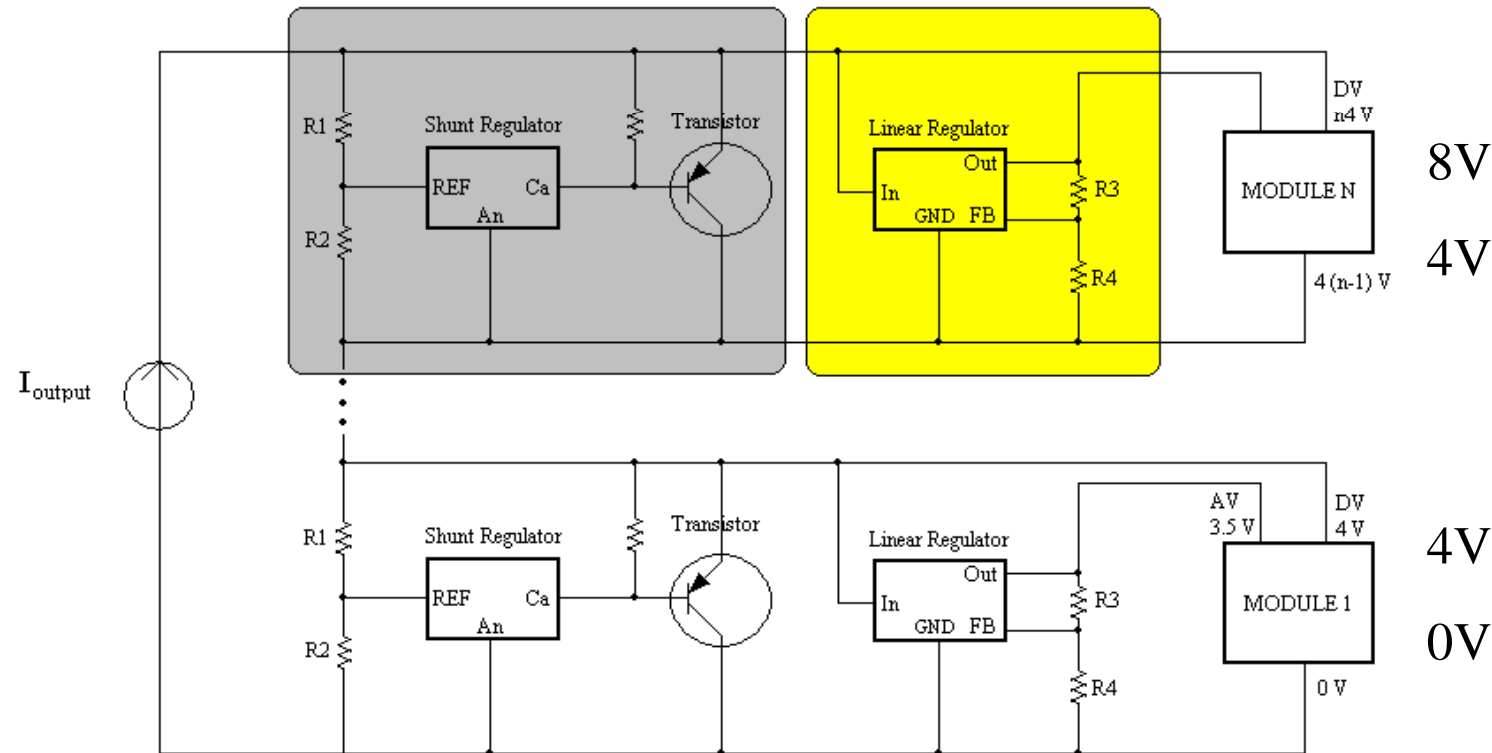 DV
n4 V
R1
Shunt Regulator
Transistor
Linear Regulator
8V
Out
REF
Ca
In
R3
MODULE N
An
GND FB
R2
4V
R4
4 (n-1) V
Ioutput
AV
3.5 V
DV
4 V
R1
Shunt Regulator
Transistor
Linear Regulator
4V
Out
REF
Ca
In
R3
MODULE 1
An
GND FB
R2
0V
R4
0 V